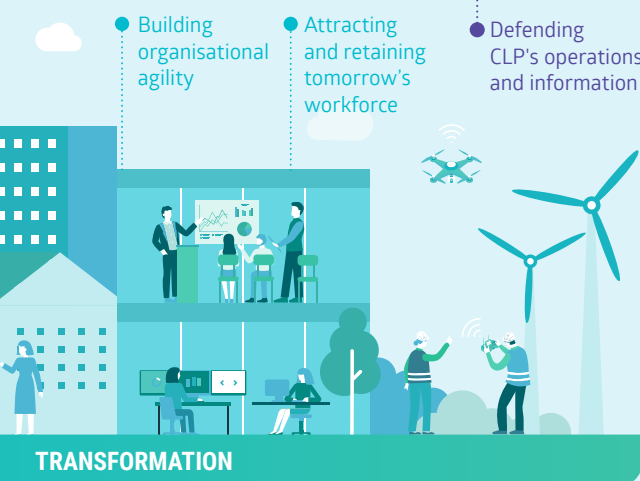 Building
organisational
agility
Attracting
and retaining
tomorrow's
workforce
Defending
CLP's operations
and information
TRANSFORMATION